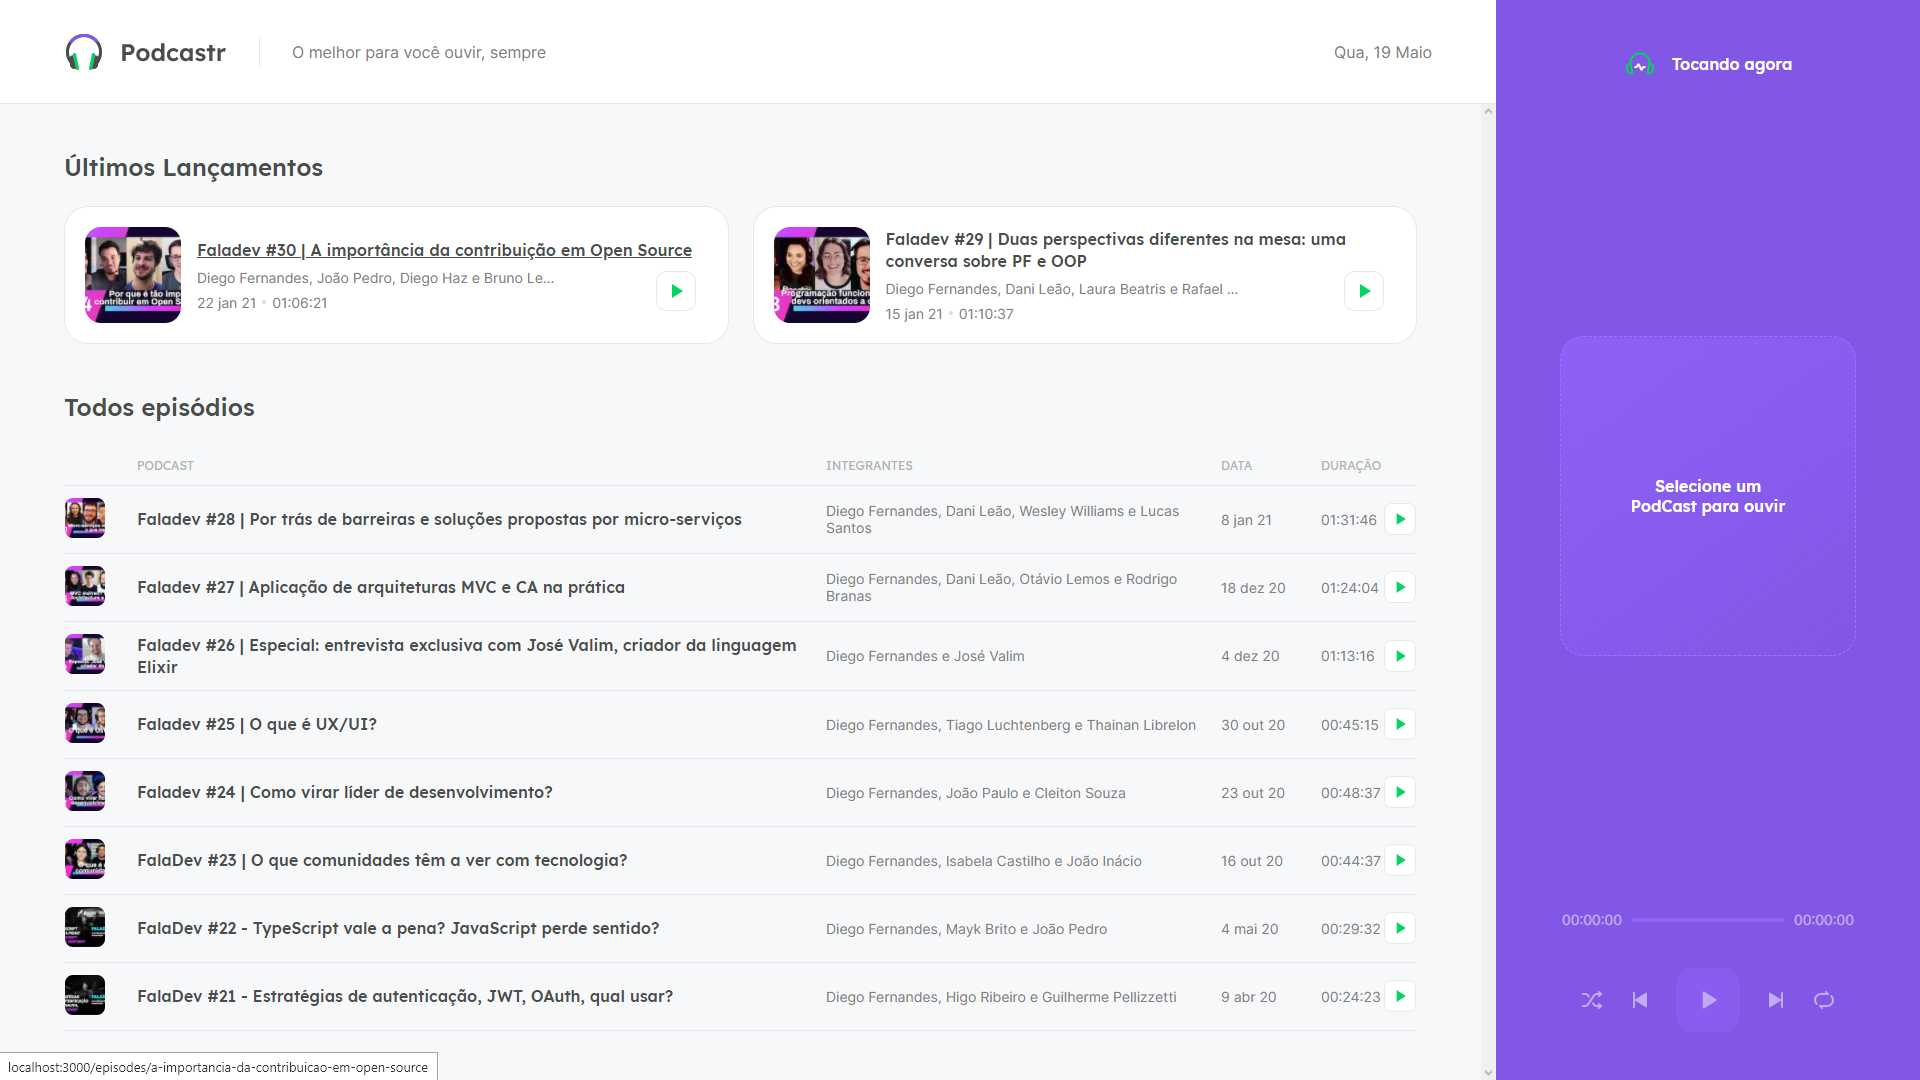 Podcastr
O melhor para você ouvir, sempre
Qua, 19 Maio
Tocando agora
Últimos Lançamentos
Por que é tão
contribuir em Open S
Faladev #30 | A importância da contribuição em Open Source
Diego Fernandes, João Pedro, Diego Haz e Bruno Le...
22 jan 21 • 01:06:21
Programação funcion
devs orientados a
Faladev #29 | Duas perspectivas diferentes na mesa: uma
conversa sobre PF e OOP
Diego Fernandes, Dani Leão, Laura Beatris e Rafael ...
15 jan 21 • 01:10:37
Todos episódios
PODCAST INTEGRANTES DATA DURAÇÃO
Faladev #28 | Por trás de barreiras e soluções propostas por micro-serviços
Diego Fernandes, Dani Leão, Wesley Williams e Lucas
Santos
8 jan 21
01:31:46
Faladev #27 | Aplicação de arquiteturas MVC e CA na prática
Diego Fernandes, Dani Leão, Otávio Lemos e Rodrigo
Branas
18 dez 20
01:24:04
Faladev #26 | Especial: entrevista exclusiva com José Valim, criador da linguagem
Elixir
Diego Fernandes e José Valim
4 dez 20
01:13:16
Faladev #25 | O que é UX/UI?
Diego Fernandes, Tiago Luchtenberg e Thainan Librelon
30 out 20
00:45:15
Faladev #24 | Como virar líder de desenvolvimento?
Diego Fernandes, João Paulo e Cleiton Souza
23 out 20
00:48:37
FalaDev #23 | O que comunidades têm a ver com tecnologia?
Diego Fernandes, Isabela Castilho e João Inácio
16 out 20
00:44:37
FalaDev #22 - TypeScript vale a pena? JavaScript perde sentido?
Diego Fernandes, Mayk Brito e João Pedro
4 mai 20
00:29:32
FalaDev #21 - Estratégias de autenticação, JWT, OAuth, qual usar?
Diego Fernandes, Higo Ribeiro e Guilherme Pellizzetti
9 abr 20
00:24:23
Selecione um
PodCast para ouvir
00:00:00
00:00:00
localhost:3000/episodes/a-importancia-da-contribuicao-em-open-source